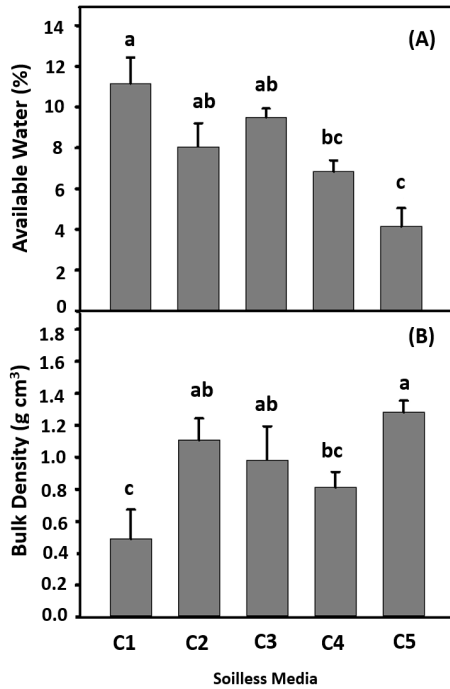 14
(A)
a
12
ab
ab
10
Available Water (%)
8
bc
6
c
4
2
0
1.8
(B)
1.6
a
1.4
ab
ab
1.2
Bulk Density (g cm³)
1.0
bc
0.8
c
0.6
0.4
0.2
0.0
C1 C2 C3 C4 C5
Soilless Media